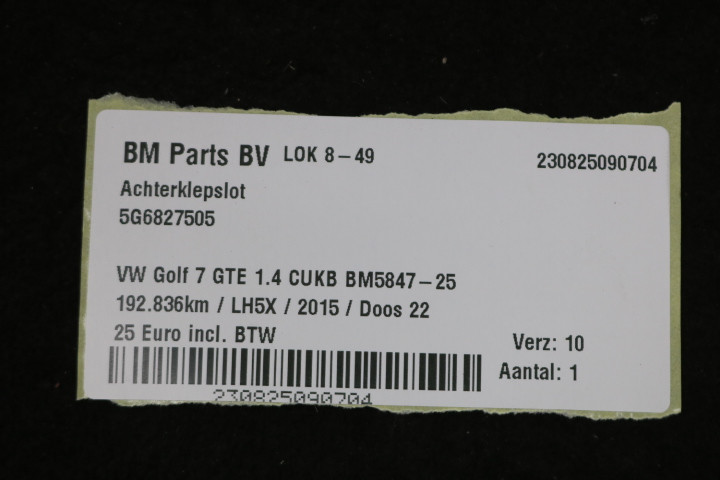 BM Parts BV LOK 8-49 230825090704
Achterklepslot
5G6827505
VW Golf 7 GTE 1.4 CUKB BM5847-25
192.836km / LH5X / 2015 / Doos 22
25 Euro incl. BTW
Verz: 10
Aantal: 1
230825090704